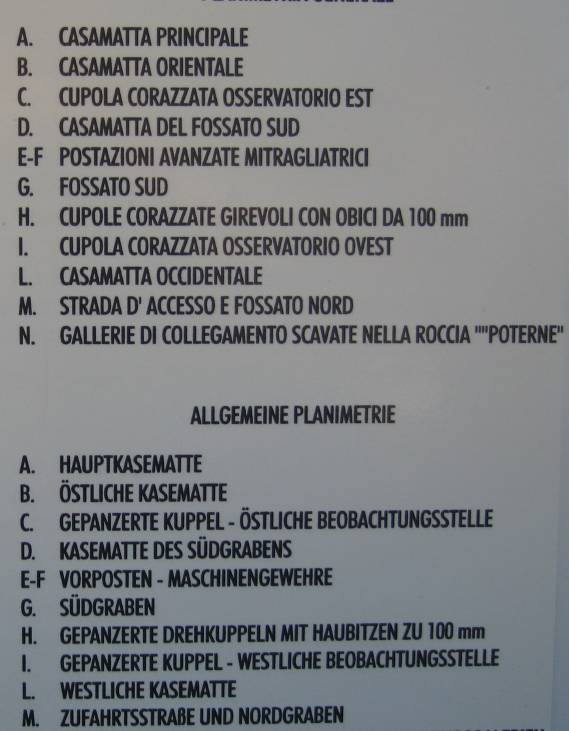 A. CASAMATTA PRINCIPALE
B. CASAMATTA ORIENTALE
C. CUPOLA CORAZZATA OSSERVATORIO EST
D. CASAMATTA DEL FOSSATO SUD
E-F POSTAZIONI AVANZATE MITRAGLIATRICI
G. FOSSATO SUD
H. CUPOLE CORAZZATE GIREVOLI CON OBICI DA 100 mm
I. CUPOLA CORAZZATA OSSERVATORIO OVEST
L. CASAMATTA OCCIDENTALE
M. STRADA D' ACCESSO E FOSSATO NORD
N. GALLERIE DI COLLEGAMENTO SCAVATE NELLA ROCCIA ""POTERNE"
ALLGEMEINE PLANIMETRIE
A. HAUPTKASEMATTE
B. ÖSTLICHE KASEMATTE
C. GEPANZERTE KUPPEL - ÖSTLICHE BEOBACHTUNGSSTELLE
D. KASEMATTE DES SÜDGRABENS
E-F VORPOSTEN - MASCHINENGEWEHRE
G. SÜDGRABEN
H. GEPANZERTE DREHKUPPELN MIT HAUBITZEN ZU 100 mm
I. GEPANZERTE KUPPEL - WESTLICHE BEOBACHTUNGSSTELLE
L. WESTLICHE KASEMATTE
M. ZUFAHRTSSTRAßE UND NORDGRABEN